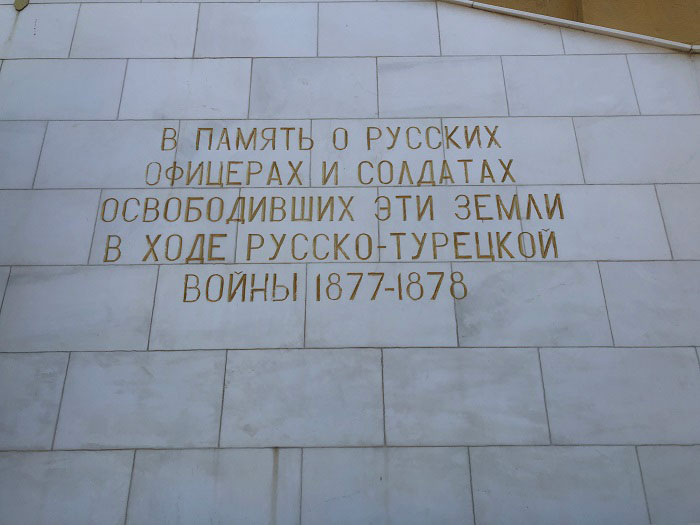 В ПАМЯТЬ О РУССКИХ
ОФИЦЕРАХ И СОЛДАТАХ
ОСВОБОДИВШИХ ЭТИ ЗЕМЛИ
В ХОДЕ РУССКО-ТУРЕЦКОЙ
ВОЙНЫ 1877-1878